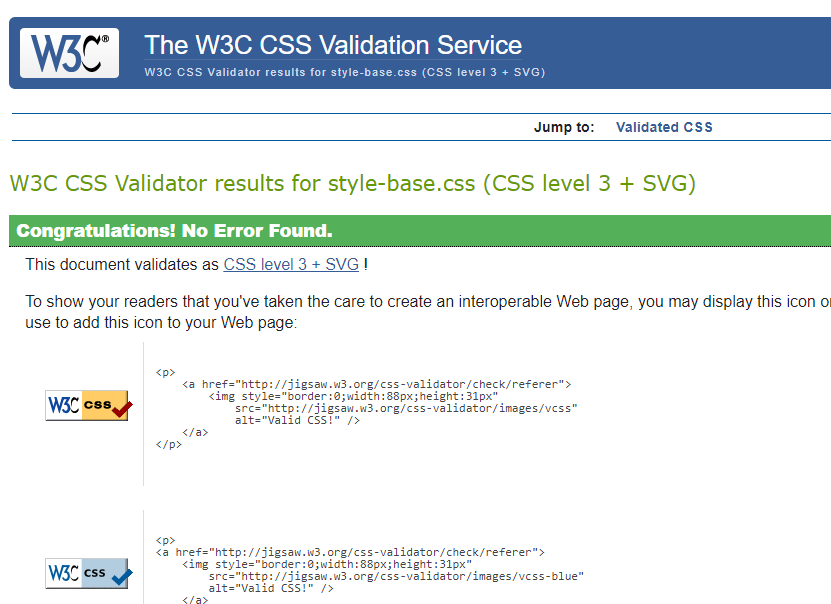 W3C®
The W3C CSS Validation Service
W3C CSS Validator results for style-base.css (CSS level 3 + SVG)
Jump to: Validated CSS
W3C CSS Validator results for style-base.css (CSS level 3 + SVG)
Congratulations! No Error Found.
This document validates as CSS level 3 + SVG !
To show your readers that you've taken the care to create an interoperable Web page, you may display this icon
use to add this icon to your Web page:
W3C css
<p>
<a href="http://jigsaw.w3.org/css-validator/check/referer">
<img style="border:0;width:88px;height:31px"
src="http://jigsaw.w3.org/css-validator/images/vcss"
alt="Valid CSS!" />
</a>
</p>
W3C css
<p>
<a href="http://jigsaw.w3.org/css-validator/check/referer">
<img style="border:0;width:88px;height:31px"
src="http://jigsaw.w3.org/css-validator/images/vcss-blue"
alt="Valid CSS!" />
</a>